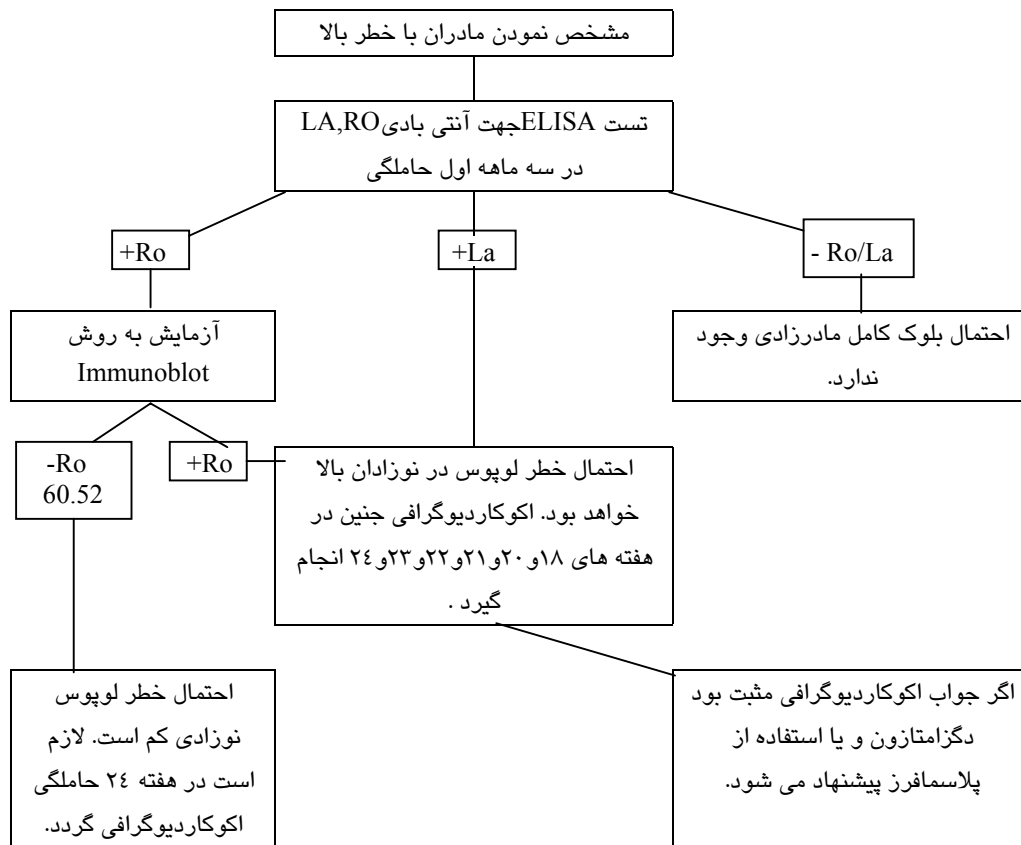 مشخص نمودن مادران با خطر بالا
تست ELISAجهت آنتی بادیLA,RO
در سه ماهه اول حاملگی
+Ro
+La
- Ro/La
آزمایش به روش
Immunoblot
احتمال بلوک کامل مادرزادی وجود
ندارد.
-Ro
60.52
+Ro
احتمال خطر لوپوس در نوزادان بالا
خواهد بود. اکوکاردیوگرافی جنین در
هفته های ۱۸و۲۰و۲۱و۲۲و۲۳و۲٤ انجام
گیرد .
احتمال خطر لوپوس
نوزادی کم است. لازم
است در هفته ۲٤ حاملگی
اکوکاردیوگرافی گردد.
اگر جواب اکوکاردیوگرافی مثبت بود
دگزامتازون و یا استفاده از
پلاسمافرز پیشنهاد می شود.